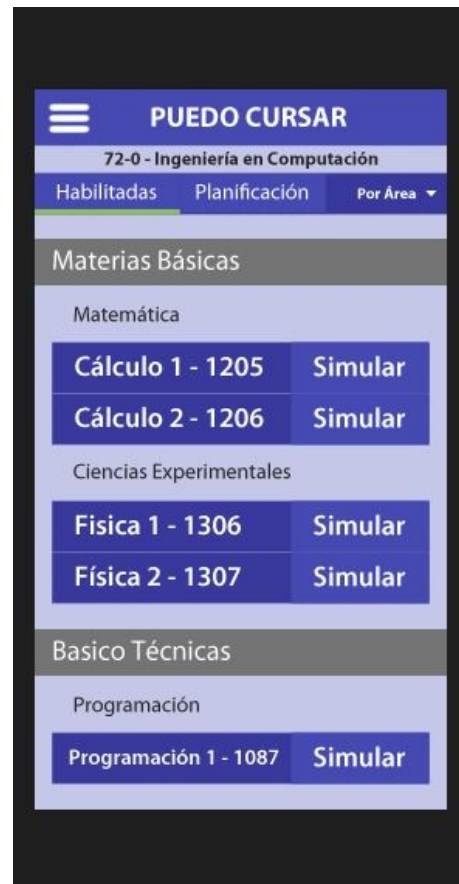 PUEDO CURSAR
72-0 - Ingeniería en Computación
Habilitadas Planificación Por Área
Materias Básicas
Matemática
Cálculo 1 - 1205 Simular
Cálculo 2 - 1206 Simular
Ciencias Experimentales
Fisica 1 - 1306 Simular
Física 2 - 1307 Simular
Basico Técnicas
Programación
Programación 1 - 1087 Simular